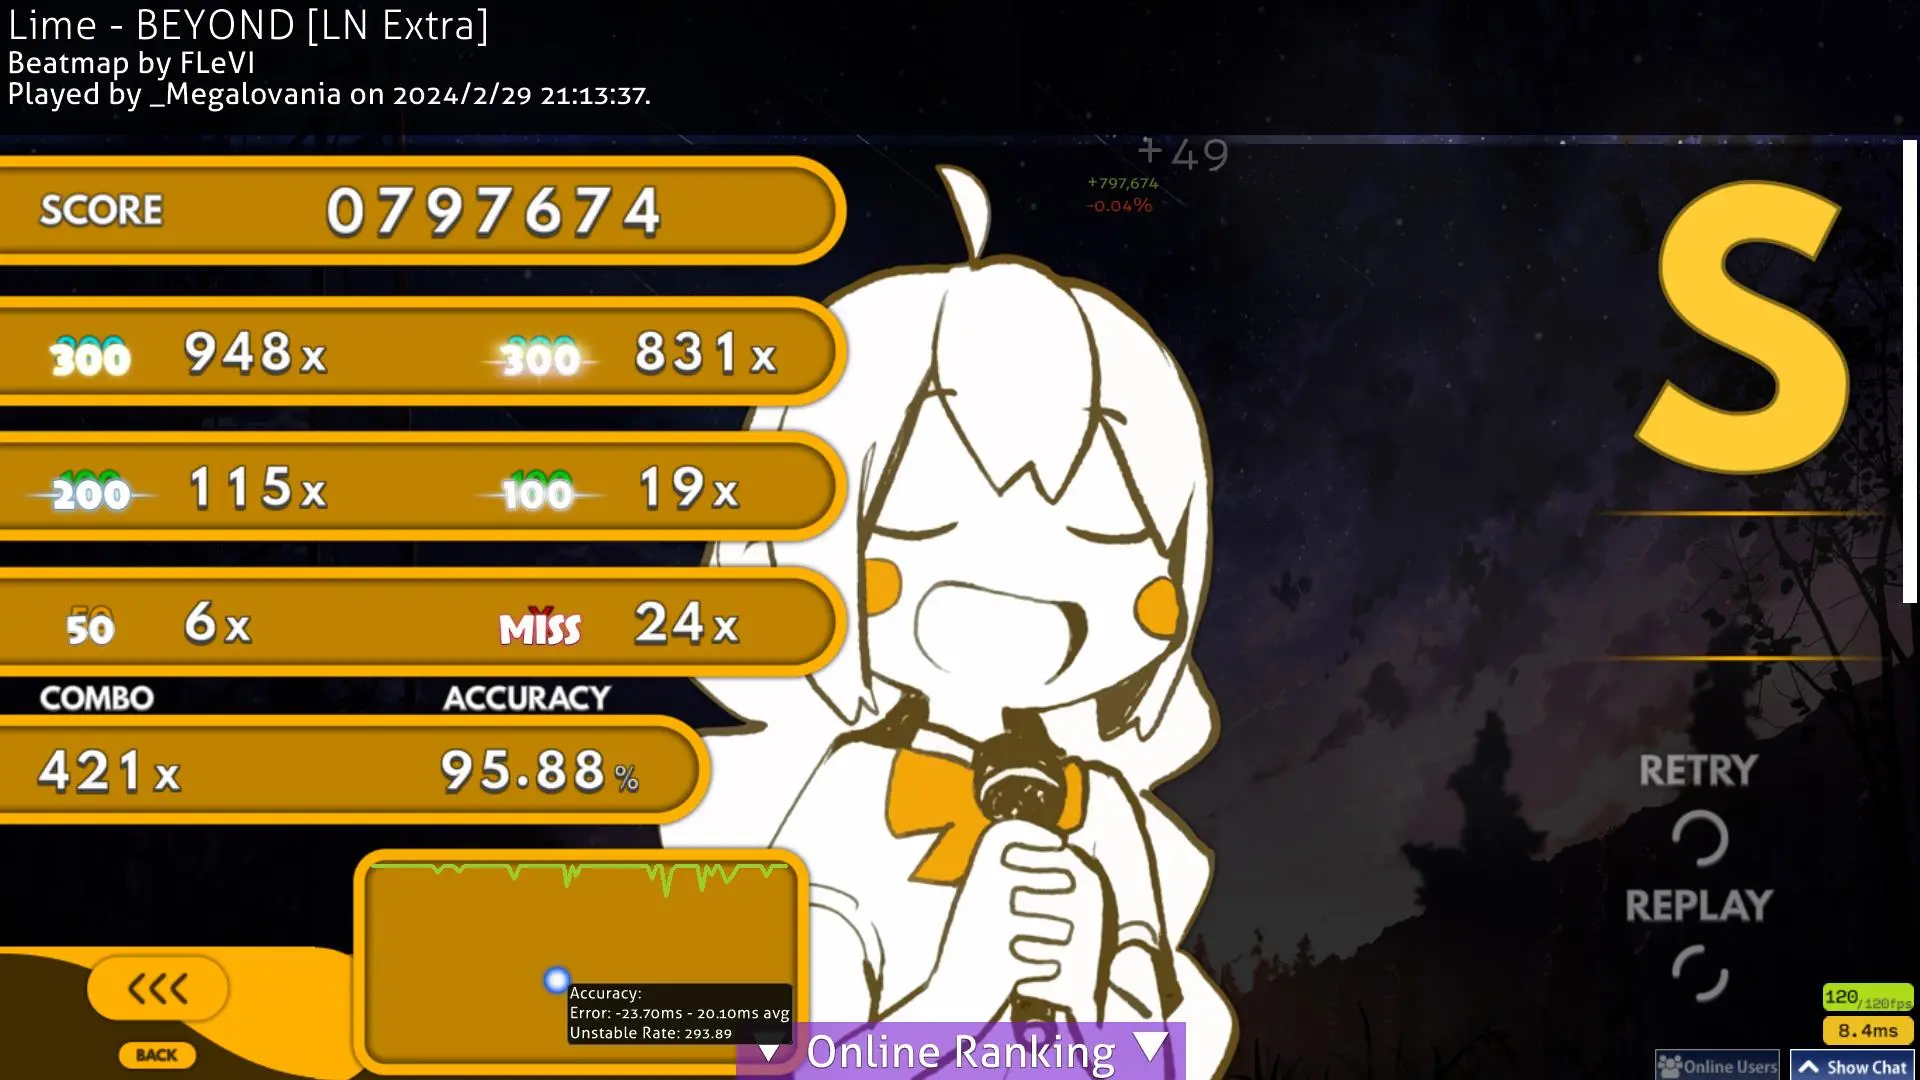 Lime - BEYOND [LN Extra]
Beatmap by FLeVI
Played by _Megalovania on 2024/2/29 21:13:37.
+49
+797,674
-0.04%
SCORE 0797674
300 948x 300 831x
200 115x 100 19x
50 6x MISS 24x
COMBO ACCURACY
421x 95.88%
S
RETRY
REPLAY
Accuracy:
Error: -23.70ms - 20.10ms avg
Unstable Rate: 293.89
BACK
Online Ranking
120/120fps
8.4ms
Online Users
Show Chat